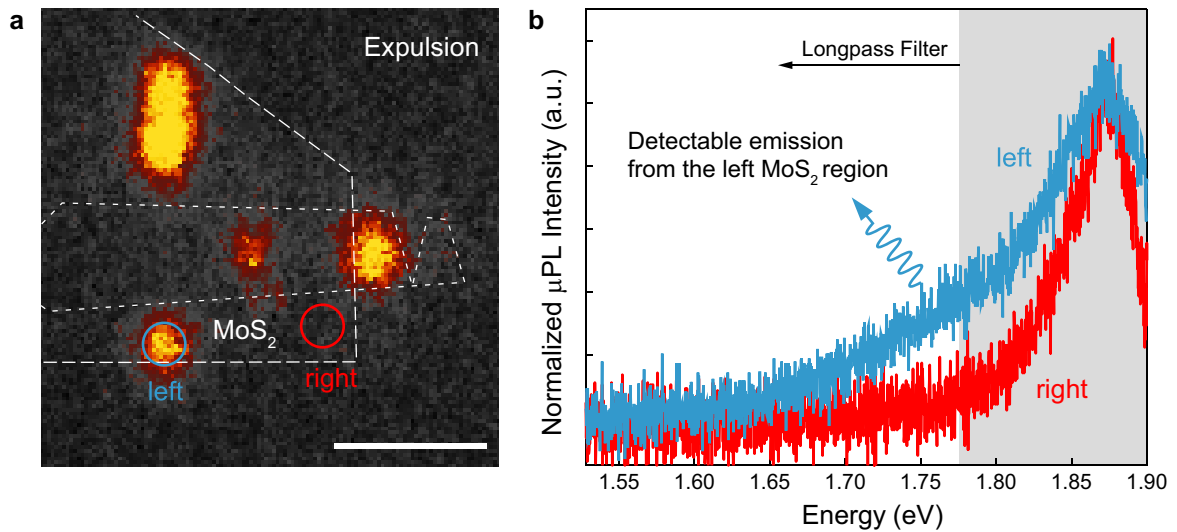 a
Expulsion
MoS₂
left
right
b
Longpass Filter
Detectable emission
from the left MoS₂ region
left
right
Normalized μPL Intensity (a.u.)
1.55 1.60 1.65 1.70 1.75 1.80 1.85 1.90
Energy (eV)